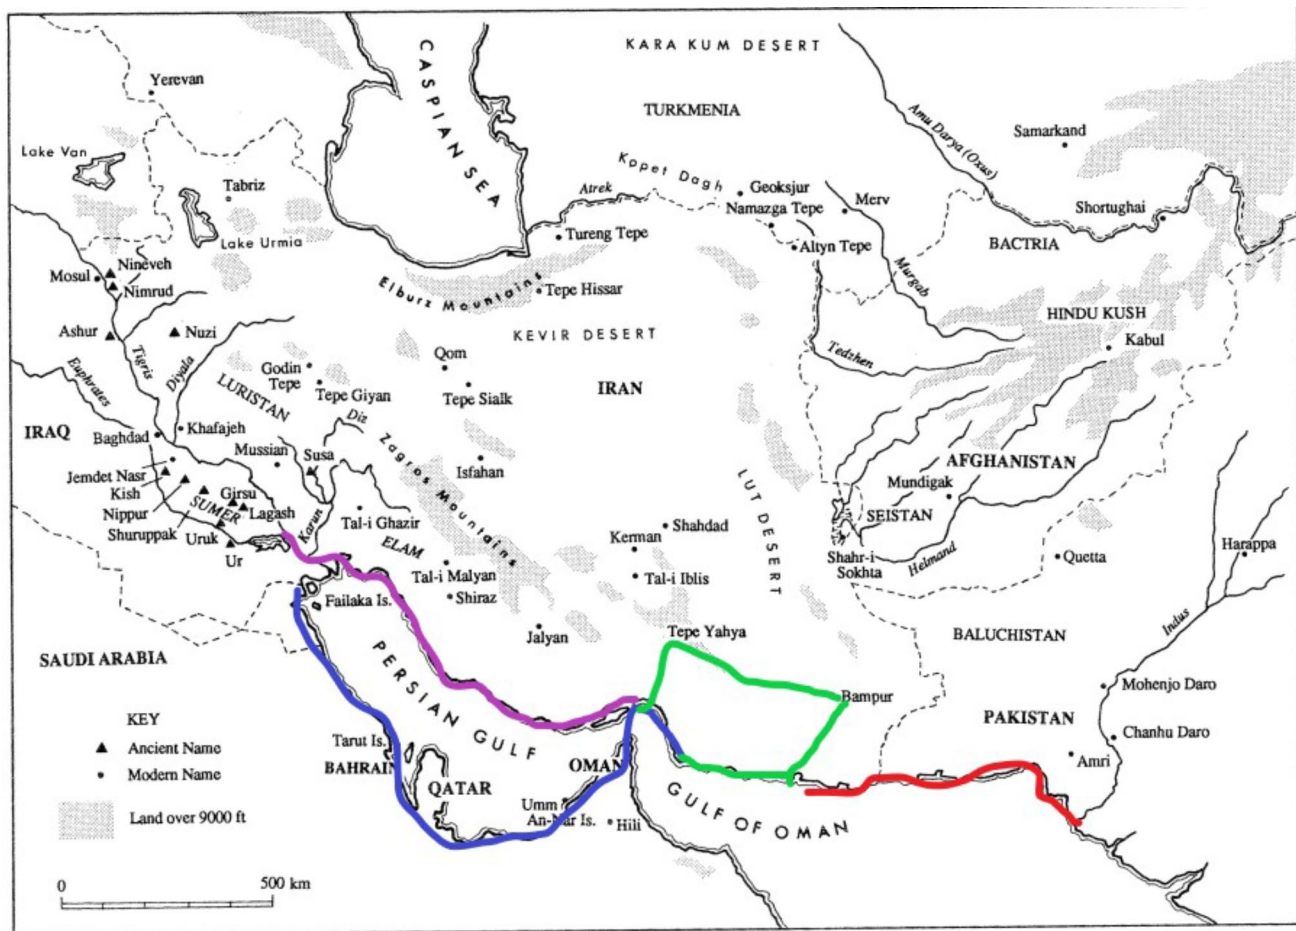 KARA KUM DESERT
CASPIAN SEA
Yerevan
TURKMENIA
Amu Darya (Oxus)
Samarkand
Lake Van
Kopet Dagh
Tabriz
Atrek
Geoksjur
Namazga Tepe
Merv
Shortughai
Lake Urmia
Tureng Tepe
Altyn Tepe
BACTRIA
Mosul
Nineveh
Nimrud
Elburz Mountains
Tepe Hissar
Murgab
HINDU KUSH
Ashur
Nuzi
KEVIR DESERT
Kabul
Tigris
Diyala
Euphrates
Qom
Tedzhen
Godin
Tepe
Tepe Giyan
LURISTAN
Tepe Sialk
IRAN
Diz
IRAQ
Baghdad
Khafajeh
Mussian
Susa
Zagros Mountains
Isfahan
LUT DESERT
AFGHANISTAN
Jemdet Nasr
Kish
Nippur
Shuruppak
SUMER
Girsu
Lagash
Mundigak
SEISTAN
Uruk
Ur
Karun
Tal-i Ghazir
ELAM
Shahdad
Kerman
Shahr-i
Sokhta
Helmand
Quetta
Harappa
Tal-i Malyan
Tal-i Iblis
Shiraz
Failaka Is.
Indus
Jalyan
Tepe Yahya
BALUCHISTAN
SAUDI ARABIA
PERSIAN GULF
Bampur
Mohenjo Daro
KEY
PAKISTAN
Chanhu Daro
Ancient Name
Tarut Is.
Amri
Modern Name
BAHRAIN
OMAN
QATAR
GULF OF OMAN
Land over 9000 ft
Umm
An-Nar Is.
Hili
0
500 km